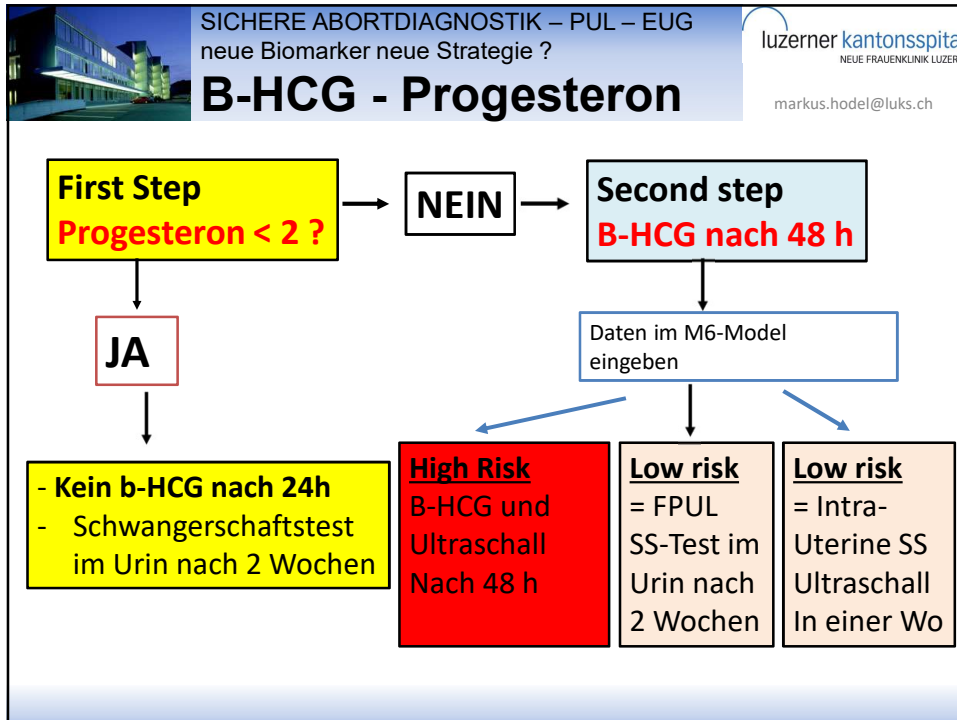 SICHERE ABORTDIAGNOSTIK – PUL – EUG
neue Biomarker neue Strategie ?
B-HCG - Progesteron
luzerner kantonsspita
NEUE FRAUENKLINIK LUZER
markus.hodel@luks.ch
First Step
Progesteron < 2 ?
NEIN
Second step
B-HCG nach 48 h
JA
Daten im M6-Model
eingeben
- Kein b-HCG nach 24h
- Schwangerschaftstest
im Urin nach 2 Wochen
High Risk
B-HCG und
Ultraschall
Nach 48 h
Low risk
= FPUL
SS-Test im
Urin nach
2 Wochen
Low risk
= Intra-
Uterine SS
Ultraschall
In einer Wo